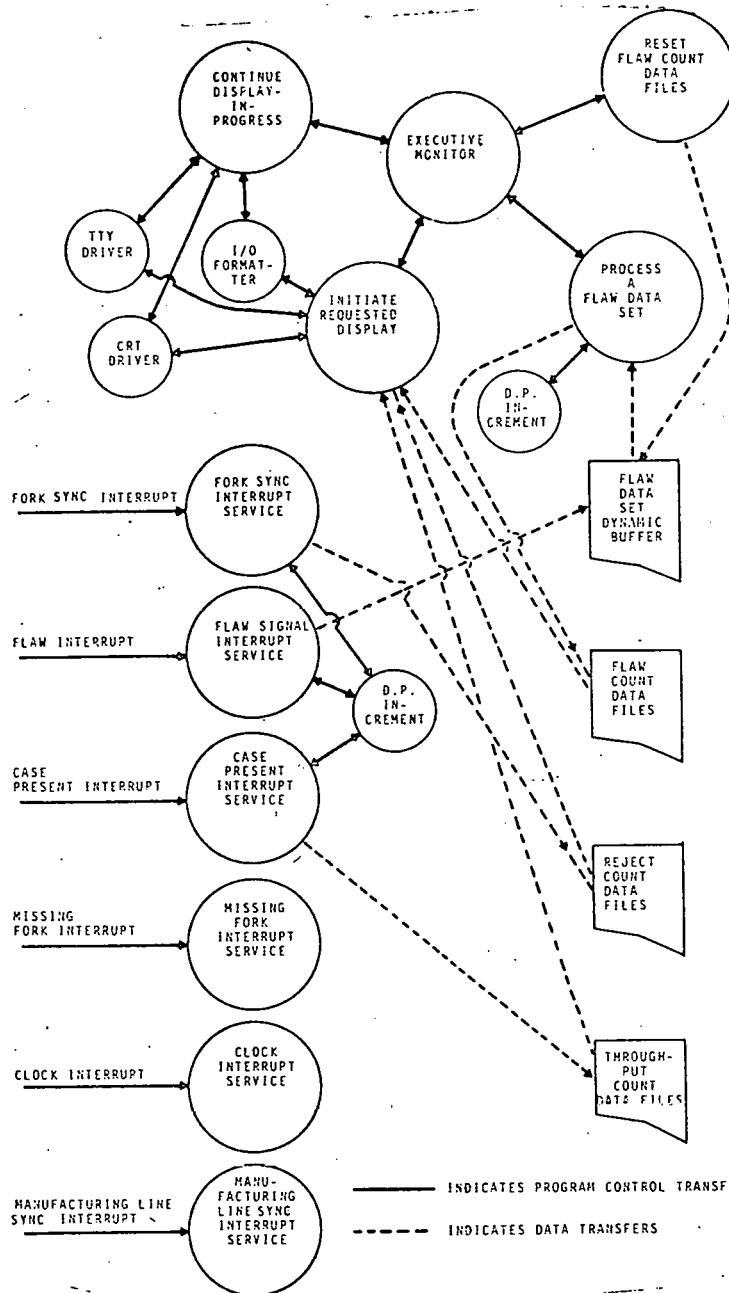 CONTINUE
DISPLAY-
IN-
PROGRESS
EXECUTIVE
MONITOR
RESET
FLAW COUNT
DATA
FILES
TTY
DRIVER
I/O
FORMAT-
TER
INITIATE
REQUESTED
DISPLAY
PROCESS
A
FLAW DATA
SET
CRT
DRIVER
D.P.
IN-
CREMENT
FORK SYNC INTERRUPT
FORK SYNC
INTERRUPT
SERVICE
FLAW
DATA
SET
DYNAMIC
BUFFER
FLAW INTERRUPT
FLAW SIGNAL
INTERRUPT
SERVICE
D.P.
IN-
CREMENT
FLAW
COUNT
DATA
FILES
CASE
PRESENT INTERRUPT
CASE
PRESENT
INTERRUPT
SERVICE
REJECT
COUNT
DATA
FILES
MISSING
FORK INTERRUPT
MISSING
FORK
INTERRUPT
SERVICE
CLOCK INTERRUPT
CLOCK
INTERRUPT
SERVICE
THROUGH-
PUT
COUNT
DATA FILES
MANUFACTURING LINE
SYNC INTERRUPT
MANU-
FACTURING
LINE SYNC
INTERRUPT
SERVICE
INDICATES PROGRAM CONTROL TRANSF
INDICATES DATA TRANSFERS